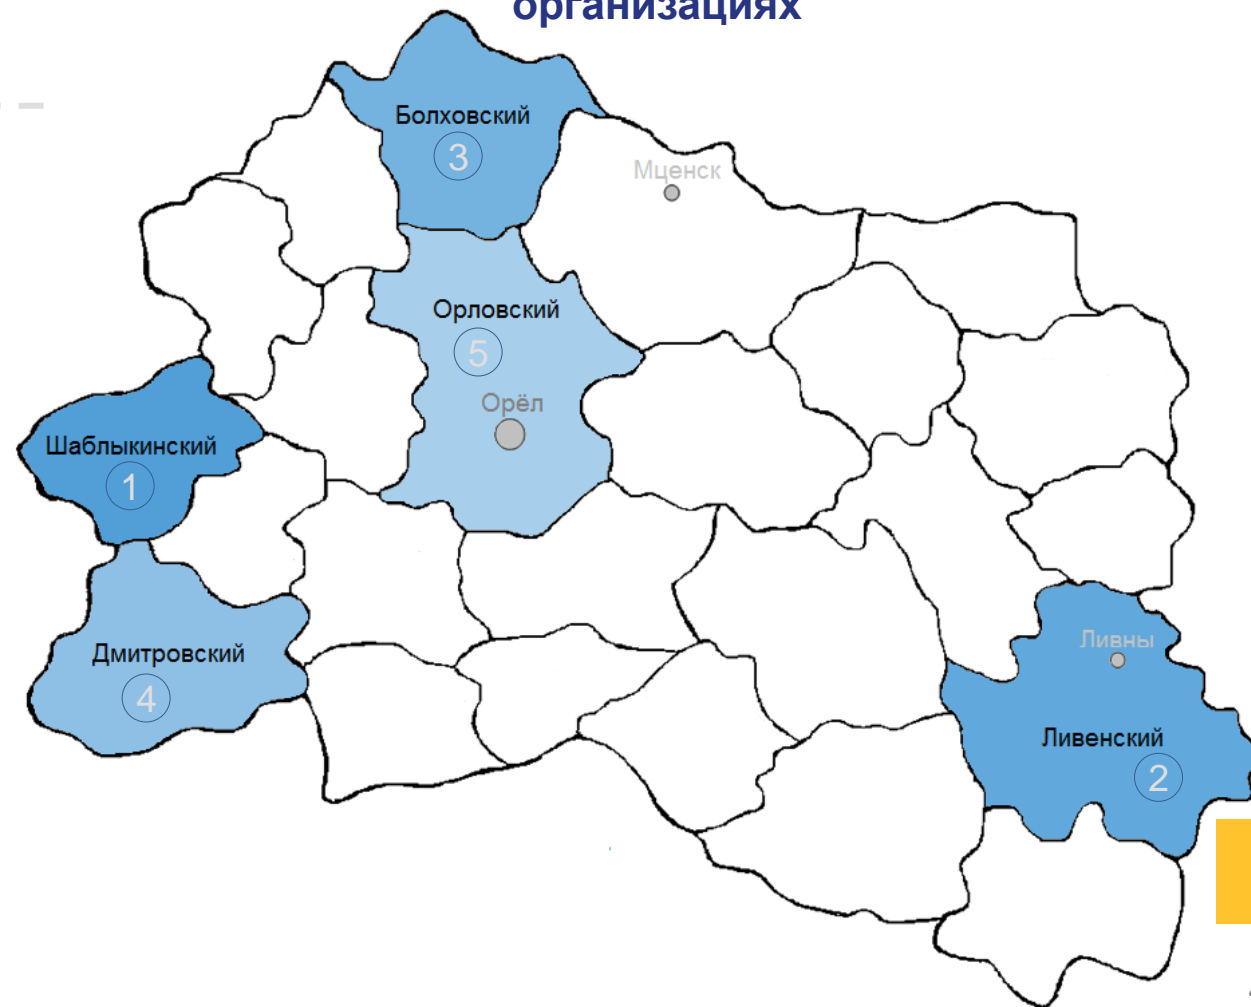 организациях
Болховский
3
Мценск
Орловский
5
Орёл
Шаблыкинский
1
Ливны
Дмитровский
4
Ливенский
2